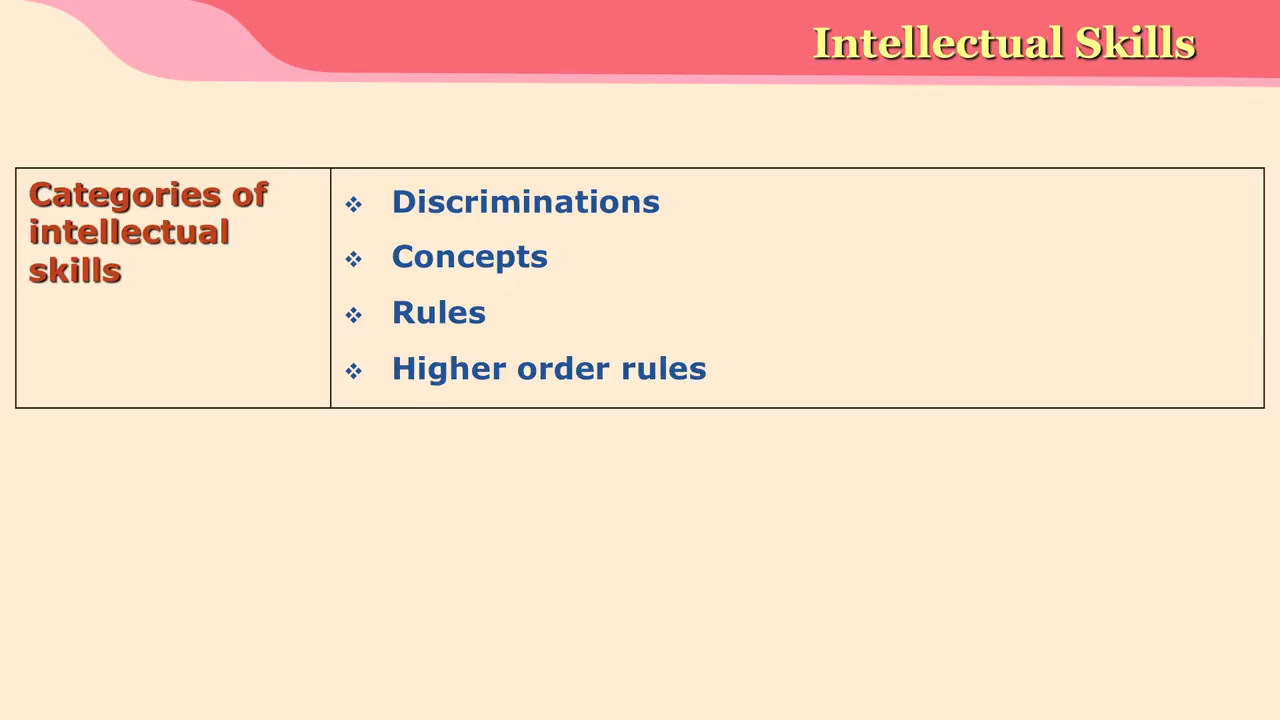 Intellectual Skills
Categories of
intellectual
skills
❖ Discriminations
❖ Concepts
❖ Rules
❖ Higher order rules